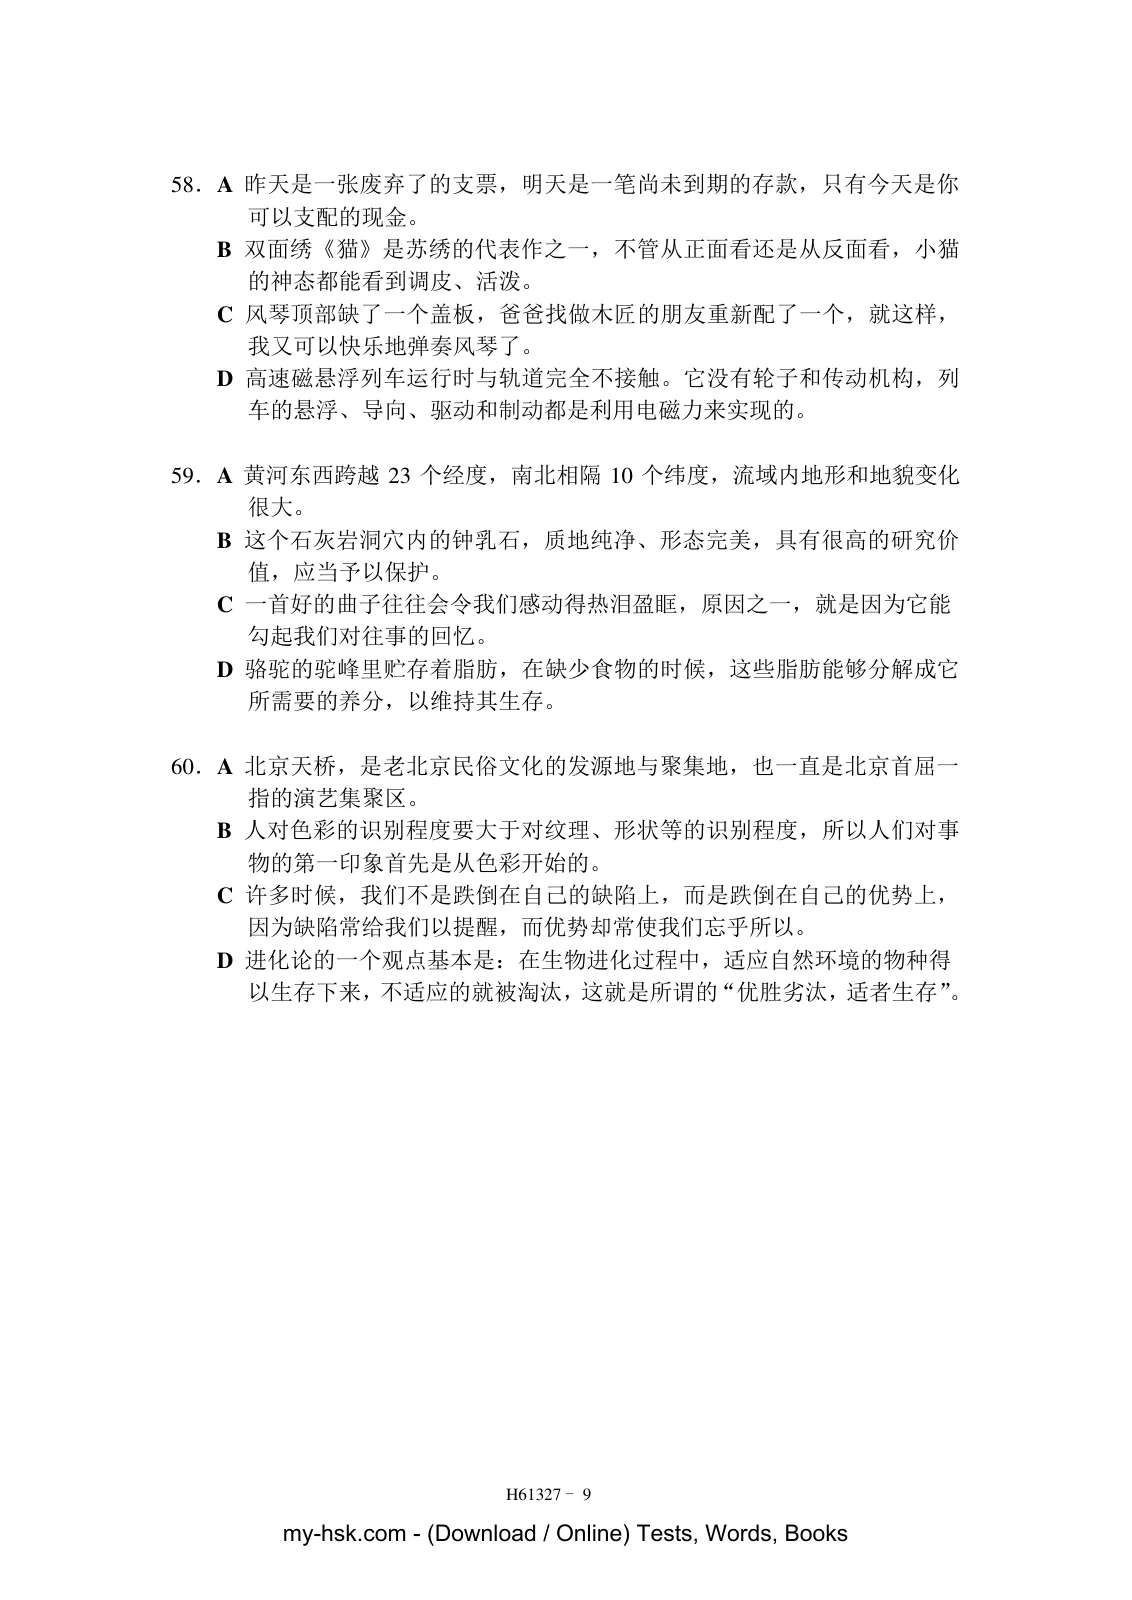 58．A 昨天是一张废弃了的支票，明天是一笔尚未到期的存款，只有今天是你
可以支配的现金。
B 双面绣《猫》是苏绣的代表作之一，不管从正面看还是从反面看，小猫
的神态都能看到调皮、活泼。
C 风琴顶部缺了一个盖板，爸爸找做木匠的朋友重新配了一个，就这样，
我又可以快乐地弹奏风琴了。
D 高速磁悬浮列车运行时与轨道完全不接触。它没有轮子和传动机构，列
车的悬浮、导向、驱动和制动都是利用电磁力来实现的。
59．A 黄河东西跨越 23 个经度，南北相隔 10 个纬度，流域内地形和地貌变化
很大。
B 这个石灰岩洞穴内的钟乳石，质地纯净、形态完美，具有很高的研究价
值，应当予以保护。
C 一首好的曲子往往会令我们感动得热泪盈眶，原因之一，就是因为它能
勾起我们对往事的回忆。
D 骆驼的驼峰里贮存着脂肪，在缺少食物的时候，这些脂肪能够分解成它
所需要的养分，以维持其生存。
60．A 北京天桥，是老北京民俗文化的发源地与聚集地，也一直是北京首屈一
指的演艺集聚区。
B 人对色彩的识别程度要大于对纹理、形状等的识别程度，所以人们对事
物的第一印象首先是从色彩开始的。
C 许多时候，我们不是跌倒在自己的缺陷上，而是跌倒在自己的优势上，
因为缺陷常给我们以提醒，而优势却常使我们忘乎所以。
D 进化论的一个观点基本是：在生物进化过程中，适应自然环境的物种得
以生存下来，不适应的就被淘汰，这就是所谓的“优胜劣汰，适者生存”。
H61327﹣ 9
my-hsk.com - (Download / Online) Tests, Words, Books